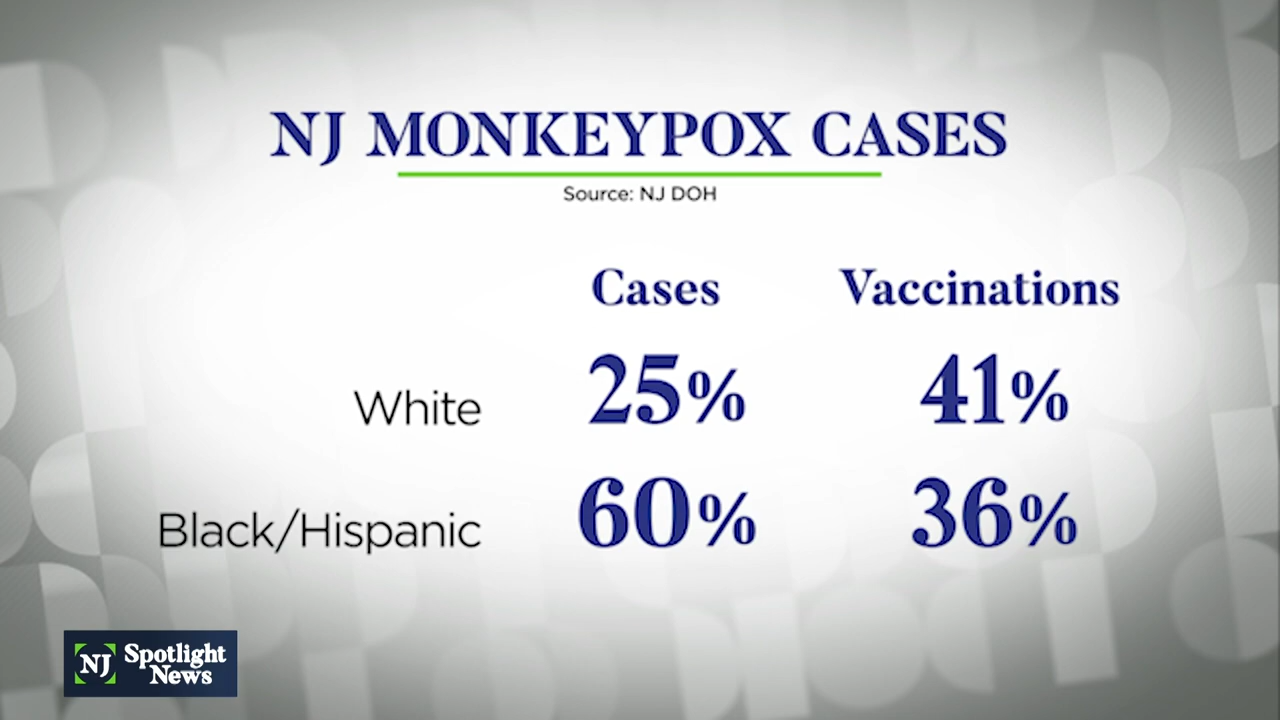 NJ MONKEYPOX CASES
Source: NJ DOH
Cases Vaccinations
White 25% 41%
Black/Hispanic 60% 36%
NJ Spotlight
News